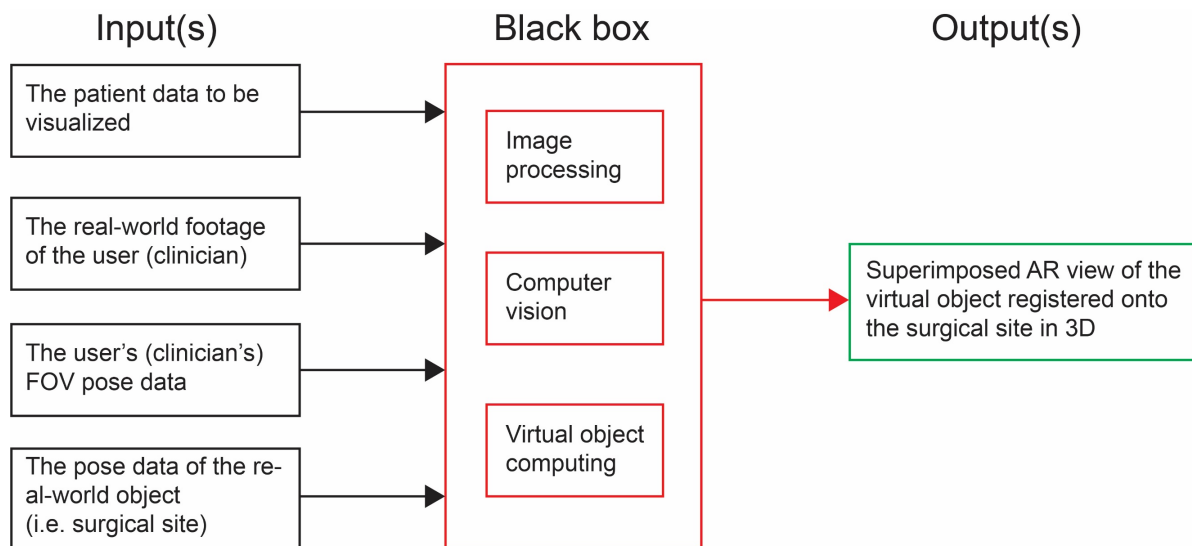 Input(s)
Black box
Output(s)
The patient data to be
visualized
The real-world footage
of the user (clinician)
The user's (clinician's)
FOV pose data
The pose data of the re-
al-world object
(i.e. surgical site)
Image
processing
Computer
vision
Virtual object
computing
Superimposed AR view of the
virtual object registered onto
the surgical site in 3D